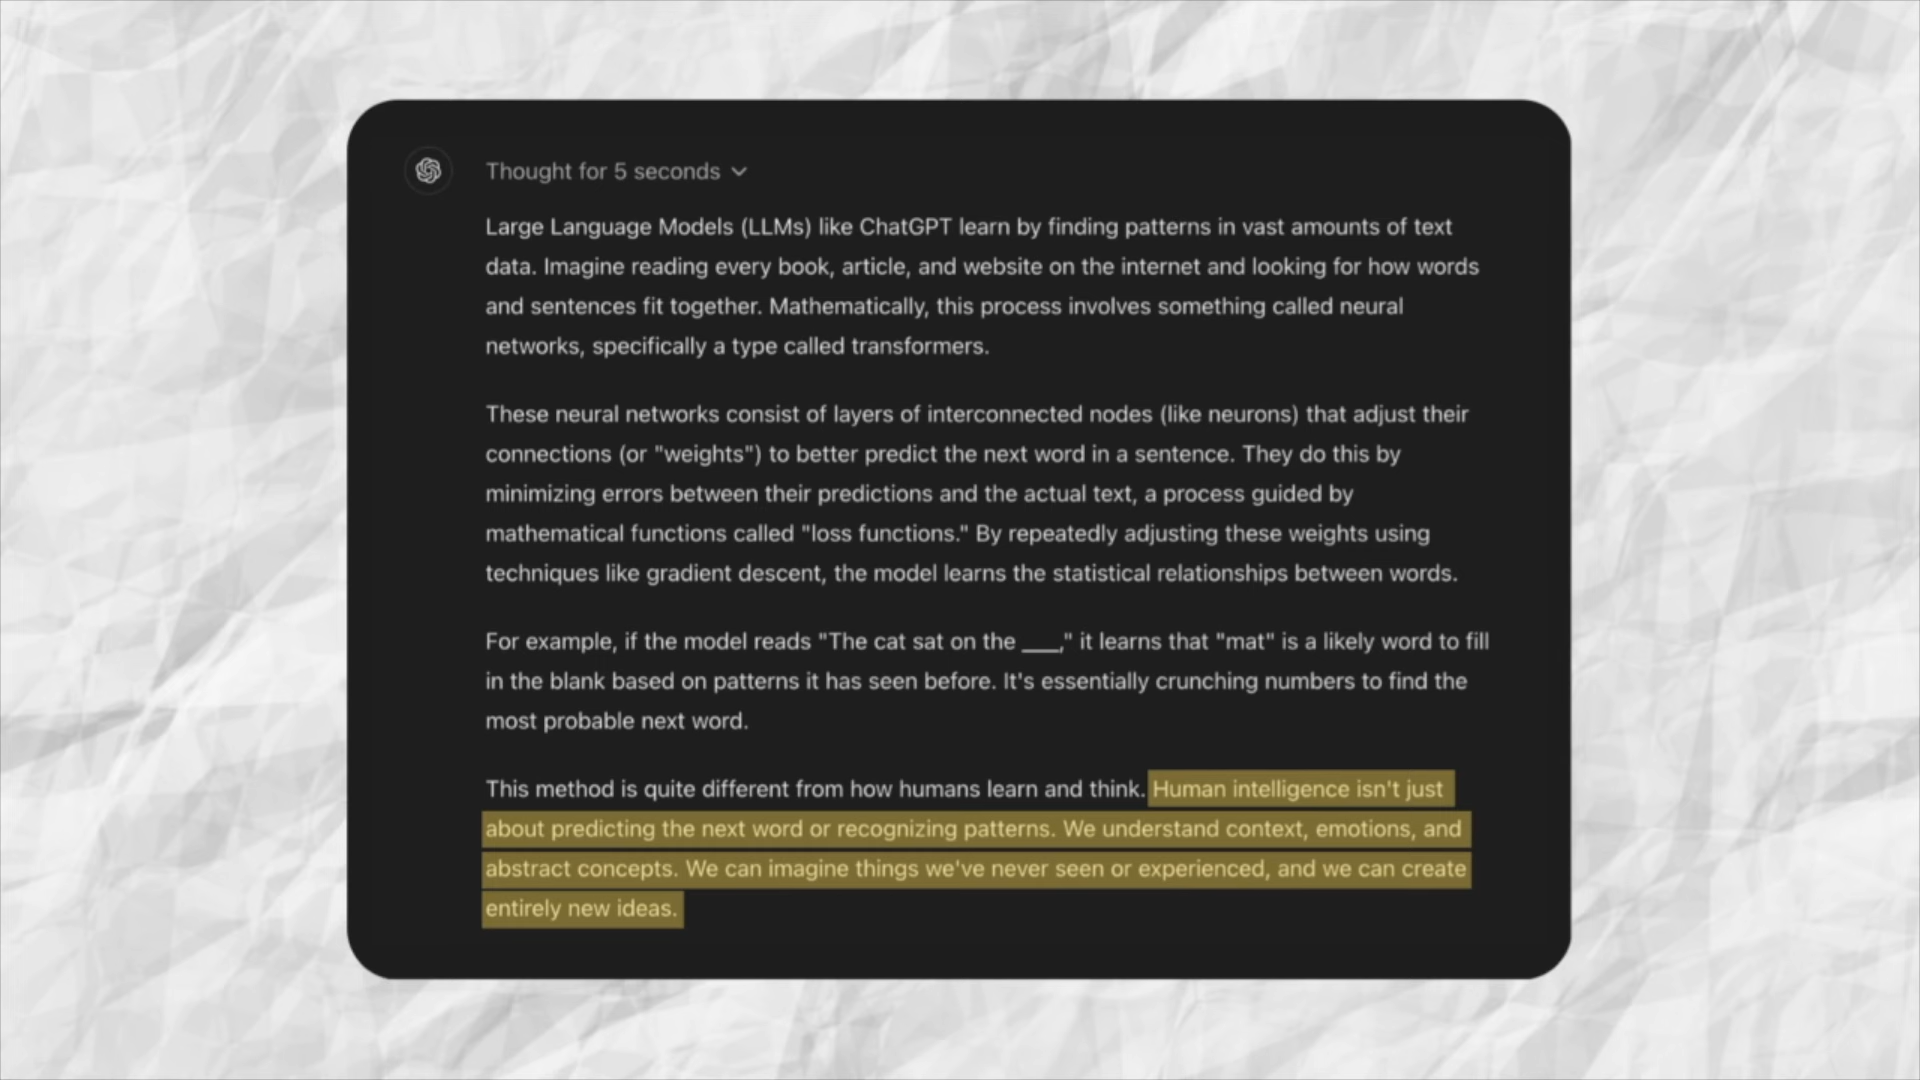 Thought for 5 seconds
Large Language Models (LLMs) like ChatGPT learn by finding patterns in vast amounts of text
data. Imagine reading every book, article, and website on the internet and looking for how words
and sentences fit together. Mathematically, this process involves something called neural
networks, specifically a type called transformers.
These neural networks consist of layers of interconnected nodes (like neurons) that adjust their
connections (or "weights") to better predict the next word in a sentence. They do this by
minimizing errors between their predictions and the actual text, a process guided by
mathematical functions called "loss functions." By repeatedly adjusting these weights using
techniques like gradient descent, the model learns the statistical relationships between words.
For example, if the model reads "The cat sat on the ___," it learns that "mat" is a likely word to fill
in the blank based on patterns it has seen before. It's essentially crunching numbers to find the
most probable next word.
This method is quite different from how humans learn and think. Human intelligence isn't just
about predicting the next word or recognizing patterns. We understand context, emotions, and
abstract concepts. We can imagine things we've never seen or experienced, and we can create
entirely new ideas.